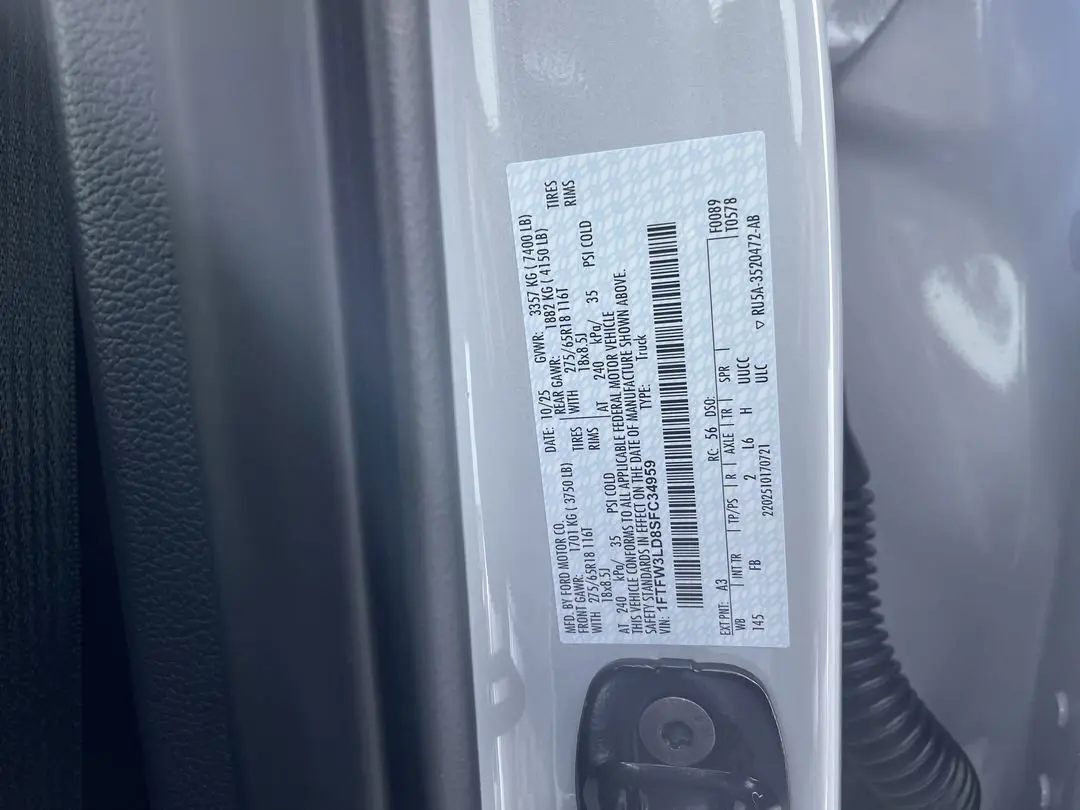 MFD. BY FORD MOTOR CO.
DATE: 10/25 GVWR: 3357 KG ( 7400 LB)
FRONT GAWR: 1701 KG ( 3750 LB) REAR GAWR: 1882 KG ( 4150 LB)
WITH 275/65R18 116T TIRES WITH 275/65R18 116T TIRES
18x8.5J RIMS 18x8.5J RIMS
AT 240 kPa/ 35 PSI COLD AT 240 kPa/ 35 PSI COLD
THIS VEHICLE CONFORMS TO ALL APPLICABLE FEDERAL MOTOR VEHICLE
SAFETY STANDARDS IN EFFECT ON THE DATE OF MANUFACTURE SHOWN ABOVE.
VIN: 1FTFW3LD8SFC34959 TYPE: Truck
F0089
T0578
EXT PNT: A3 RC: 56 DSO:
WB INT TR TP/PS R AXLE TR SPR
145 FB 2 L6 H UUCC
2202510170721 ULC ▽ RU5A-3520472-AB